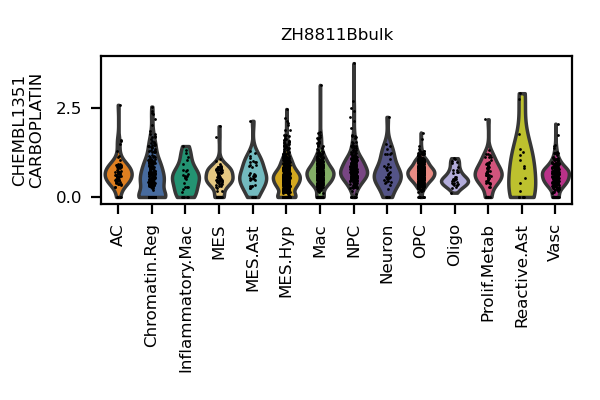 ZH8811Bbulk
CHEMBL1351
CARBOPLATIN
2.5
0.0
AC
Chromatin.Reg
Inflammatory.Mac
MES
MES.Ast
MES.Hyp
Mac
NPC
Neuron
OPC
Oligo
Prolif.Metab
Reactive.Ast
Vasc